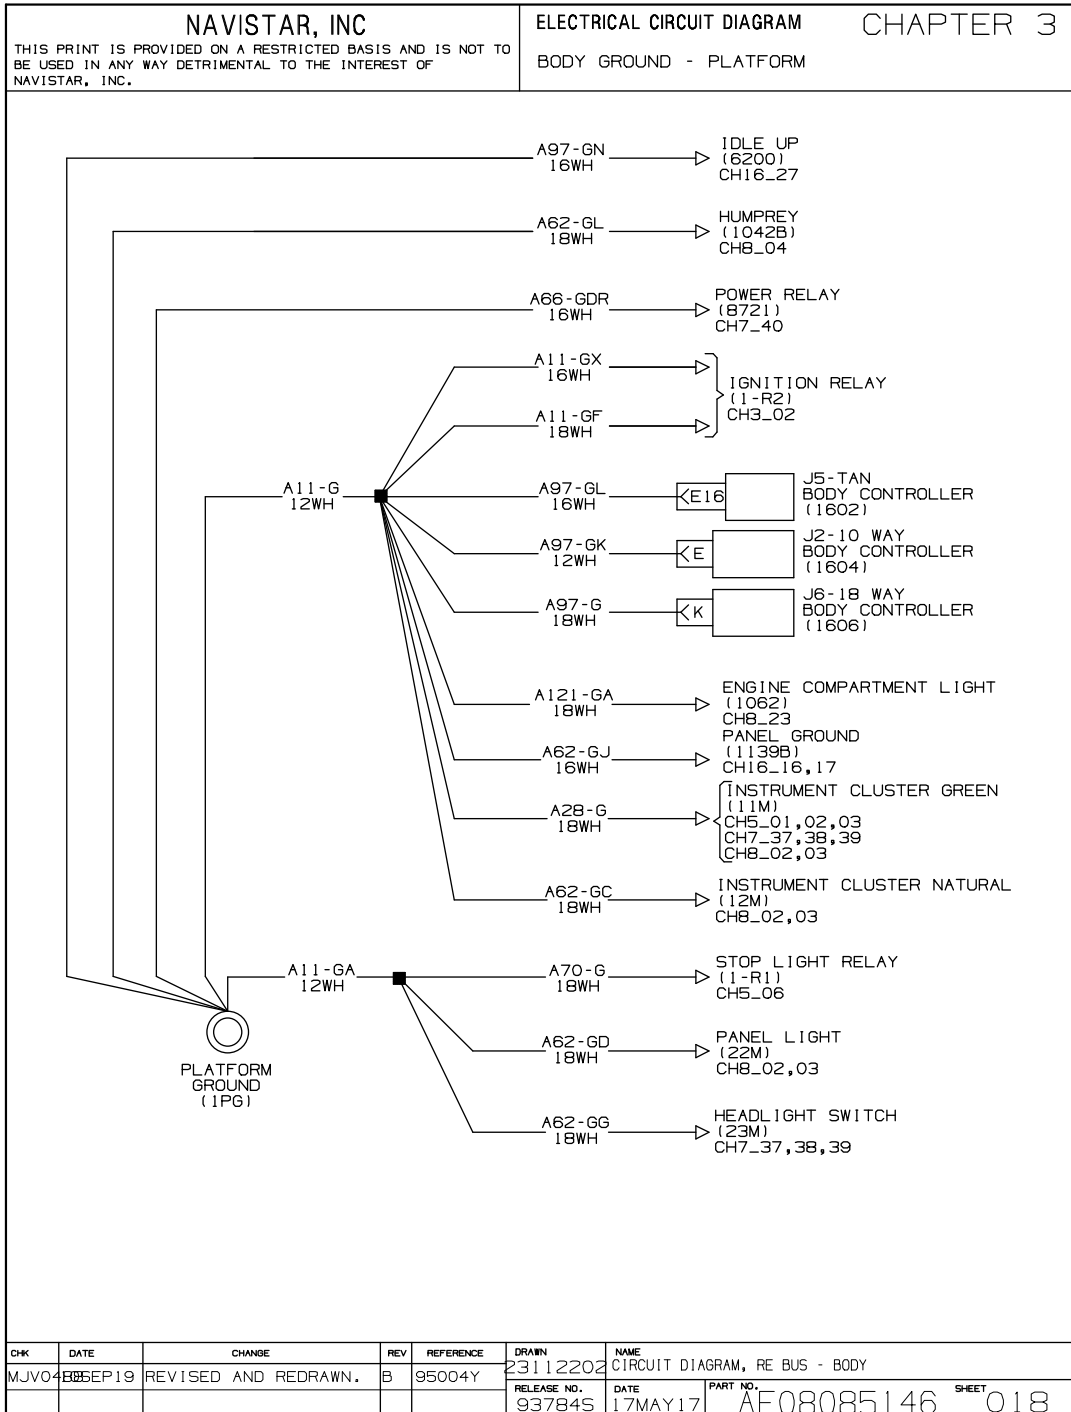 NAVISTAR, INC
THIS PRINT IS PROVIDED ON A RESTRICTED BASIS AND IS NOT TO
BE USED IN ANY WAY DETRIMENTAL TO THE INTEREST OF
NAVISTAR, INC.
ELECTRICAL CIRCUIT DIAGRAM
CHAPTER 3
BODY GROUND - PLATFORM
A97-GN
16WH
IDLE UP
(6200)
CH16_27
A62-GL
18WH
HUMPREY
(1042B)
CH8_04
A66-GDR
16WH
POWER RELAY
(8721)
CH7_40
A11-GX
16WH
A11-GF
18WH
IGNITION RELAY
(1-R2)
CH3_02
A11-G
12WH
A97-GL
16WH
E16
J5-TAN
BODY CONTROLLER
(1602)
A97-GK
12WH
E
J2-10 WAY
BODY CONTROLLER
(1604)
A97-G
18WH
K
J6-18 WAY
BODY CONTROLLER
(1606)
A121-GA
18WH
ENGINE COMPARTMENT LIGHT
(1062)
CH8_23
A62-GJ
16WH
PANEL GROUND
(1139B)
CH16_16,17
A28-G
18WH
INSTRUMENT CLUSTER GREEN
(11M)
CH5_01,02,03
CH7_37,38,39
CH8_02,03
A62-GC
18WH
INSTRUMENT CLUSTER NATURAL
(12M)
CH8_02,03
A11-GA
12WH
A70-G
18WH
STOP LIGHT RELAY
(1-R1)
CH5_06
A62-GD
18WH
PANEL LIGHT
(22M)
CH8_02,03
A62-GG
18WH
HEADLIGHT SWITCH
(23M)
CH7_37,38,39
PLATFORM
GROUND
(1PG)
CHK DATE CHANGE REV REFERENCE
REVISED AND REDRAWN. B 95004Y
DRAWN
23112202
NAME
CIRCUIT DIAGRAM, RE BUS - BODY
RELEASE NO.
93784S
DATE
17MAY17
PART NO.
AE08085146
SHEET
018